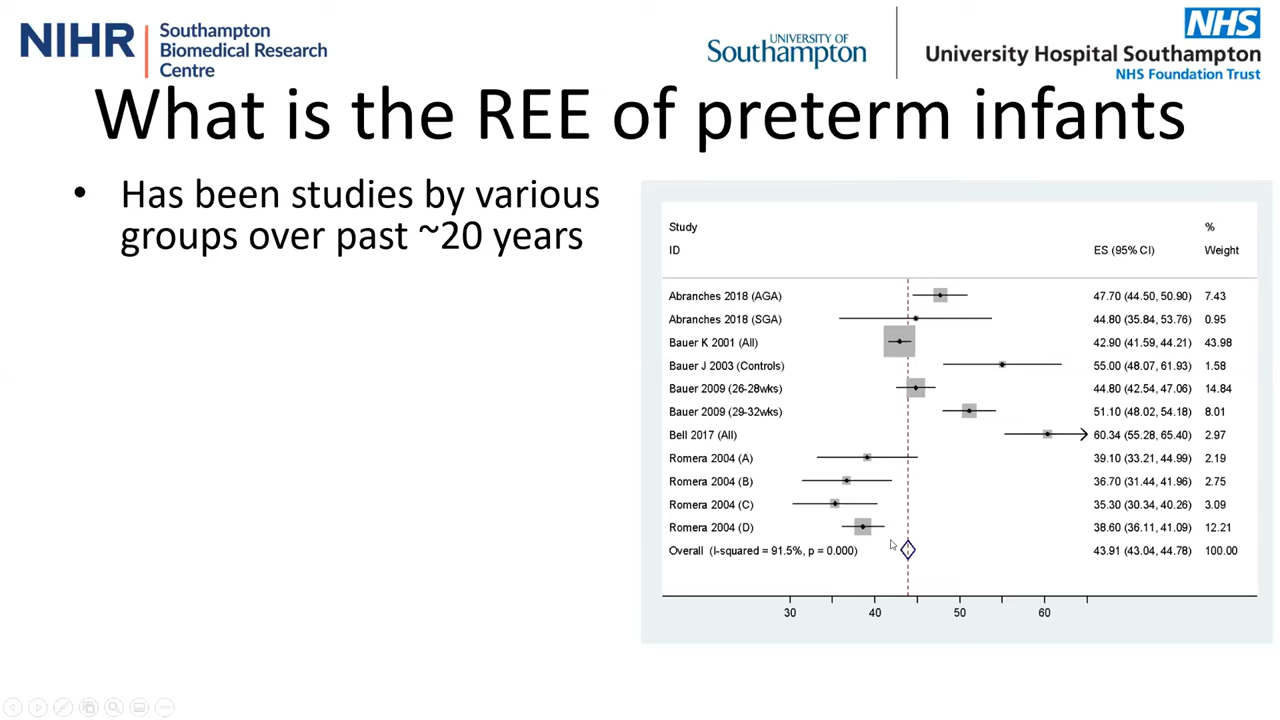 NIHR
Southampton
Biomedical Research
Centre
UNIVERSITY OF
Southampton
NHS
University Hospital Southampton
NHS Foundation Trust
What is the REE of preterm infants
• Has been studies by various
groups over past ~20 years
Study %
ID ES (95% CI) Weight
Abranches 2018 (AGA) 47.70 (44.50, 50.90) 7.43
Abranches 2018 (SGA) 44.80 (35.84, 53.76) 0.95
Bauer K 2001 (All) 42.90 (41.59, 44.21) 43.98
Bauer J 2003 (Controls) 55.00 (48.07, 61.93) 1.58
Bauer 2009 (26-28wks) 44.80 (42.54, 47.06) 14.84
Bauer 2009 (29-32wks) 51.10 (48.02, 54.18) 8.01
Bell 2017 (All) 60.34 (55.28, 65.40) 2.97
Romera 2004 (A) 39.10 (33.21, 44.99) 2.19
Romera 2004 (B) 36.70 (31.44, 41.96) 2.75
Romera 2004 (C) 35.30 (30.34, 40.26) 3.09
Romera 2004 (D) 38.60 (36.11, 41.09) 12.21
Overall (I-squared = 91.5%, p = 0.000) 43.91 (43.04, 44.78) 100.00
30 40 50 60